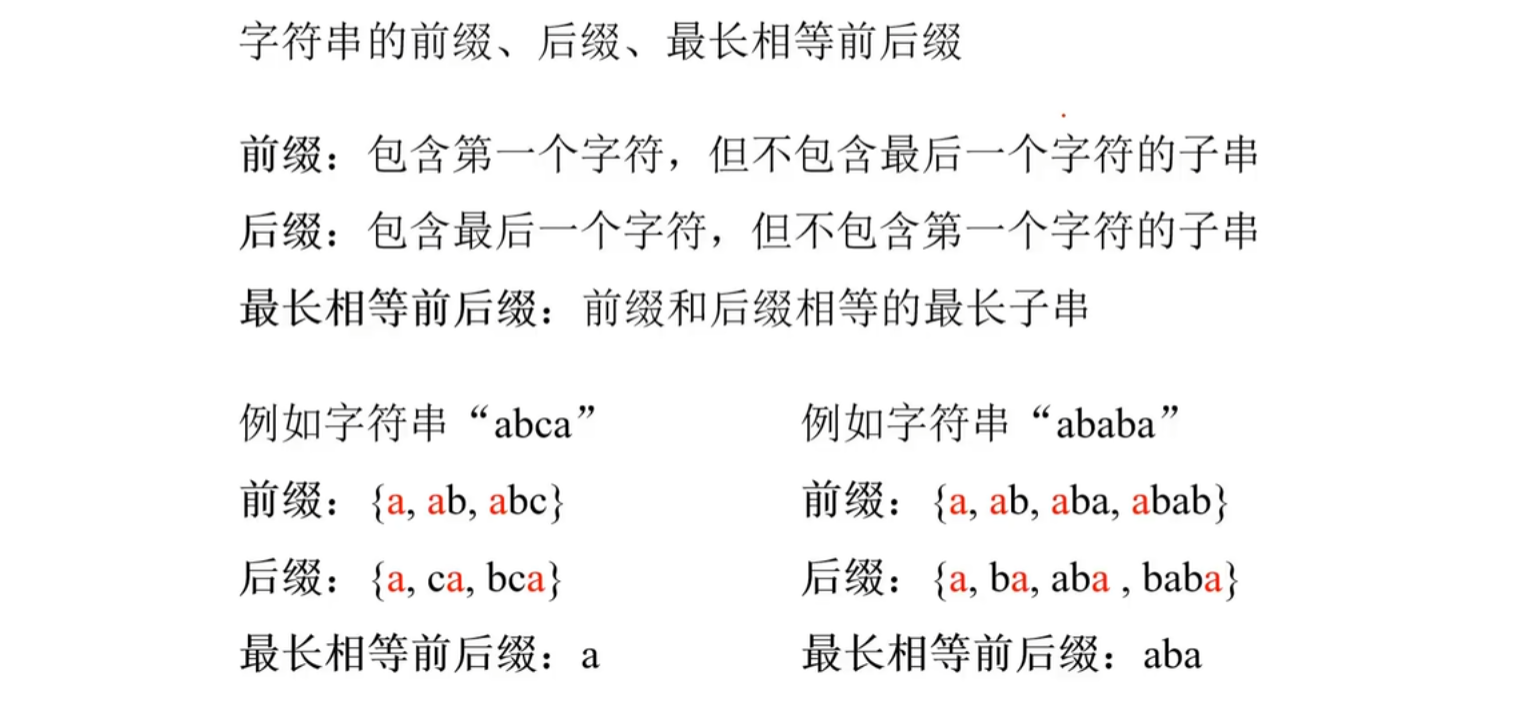 字符串的前缀、后缀、最长相等前后缀
前缀：包含第一个字符，但不包含最后一个字符的子串
后缀：包含最后一个字符，但不包含第一个字符的子串
最长相等前后缀：前缀和后缀相等的最长子串
例如字符串“abca”
前缀：{a, ab, abc}
后缀：{a, ca, bca}
最长相等前后缀：a
例如字符串“ababa”
前缀：{a, ab, aba, abab}
后缀：{a, ba, aba , baba}
最长相等前后缀：aba